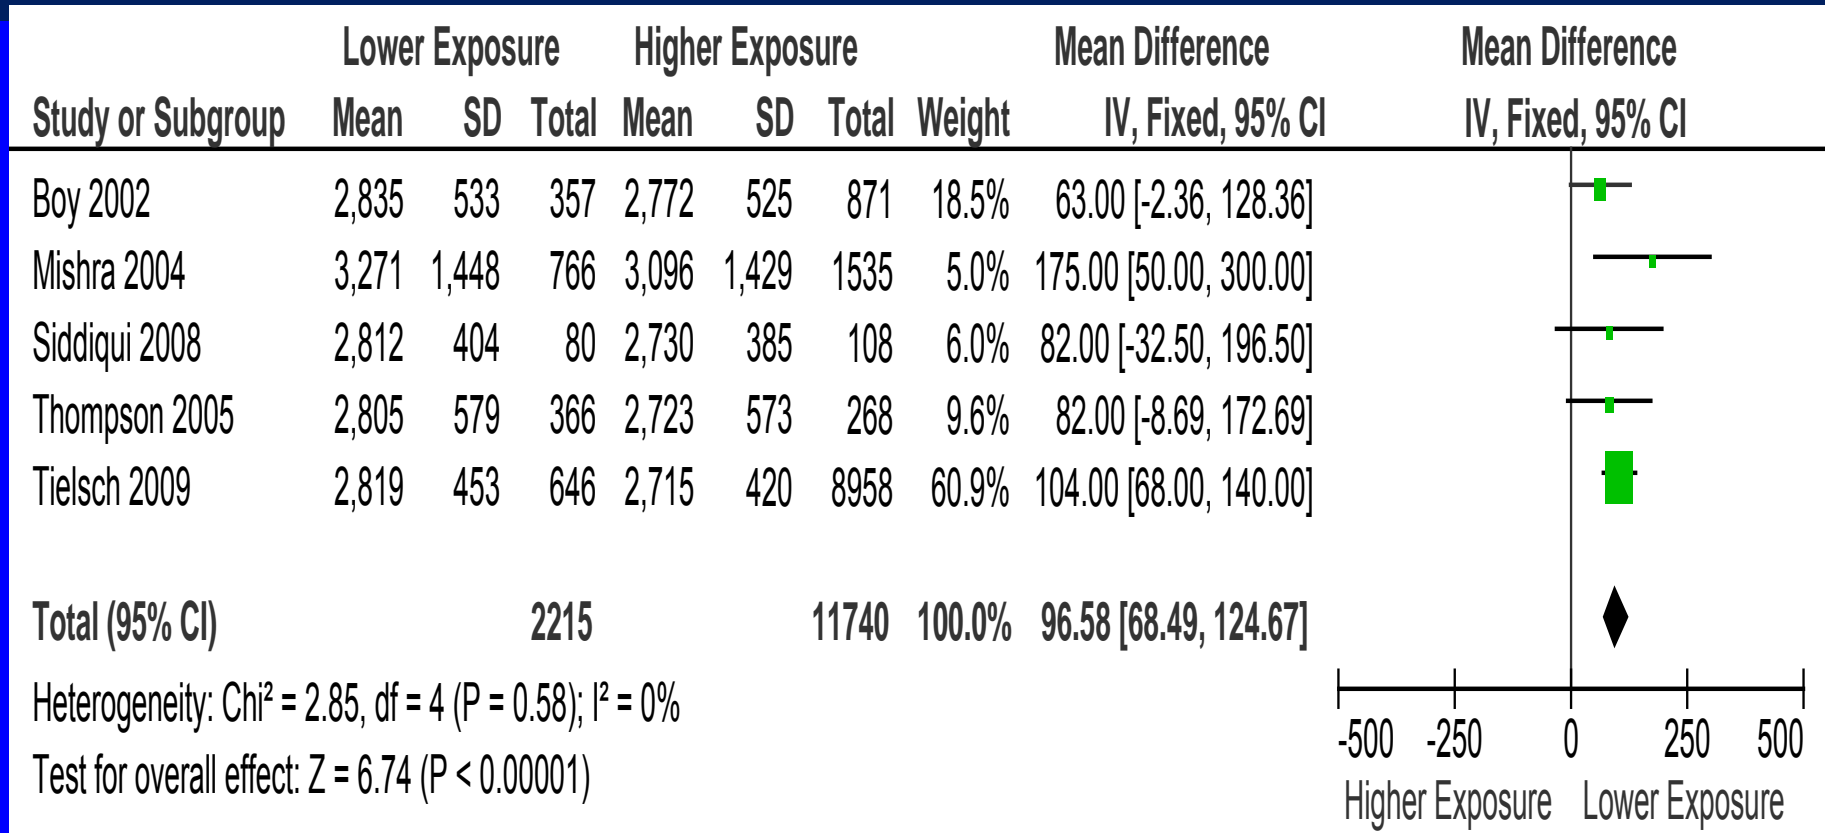 Lower Exposure Higher Exposure Mean Difference Mean Difference
Study or Subgroup Mean SD Total Mean SD Total Weight IV, Fixed, 95% CI IV, Fixed, 95% CI
Boy 2002 2,835 533 357 2,772 525 871 18.5% 63.00 [-2.36, 128.36]
Mishra 2004 3,271 1,448 766 3,096 1,429 1535 5.0% 175.00 [50.00, 300.00]
Siddiqui 2008 2,812 404 80 2,730 385 108 6.0% 82.00 [-32.50, 196.50]
Thompson 2005 2,805 579 366 2,723 573 268 9.6% 82.00 [-8.69, 172.69]
Tielsch 2009 2,819 453 646 2,715 420 8958 60.9% 104.00 [68.00, 140.00]
Total (95% CI) 2215 11740 100.0% 96.58 [68.49, 124.67]
Heterogeneity: Chi² = 2.85, df = 4 (P = 0.58); I² = 0%
Test for overall effect: Z = 6.74 (P < 0.00001)
-500 -250 0 250 500
Higher Exposure Lower Exposure